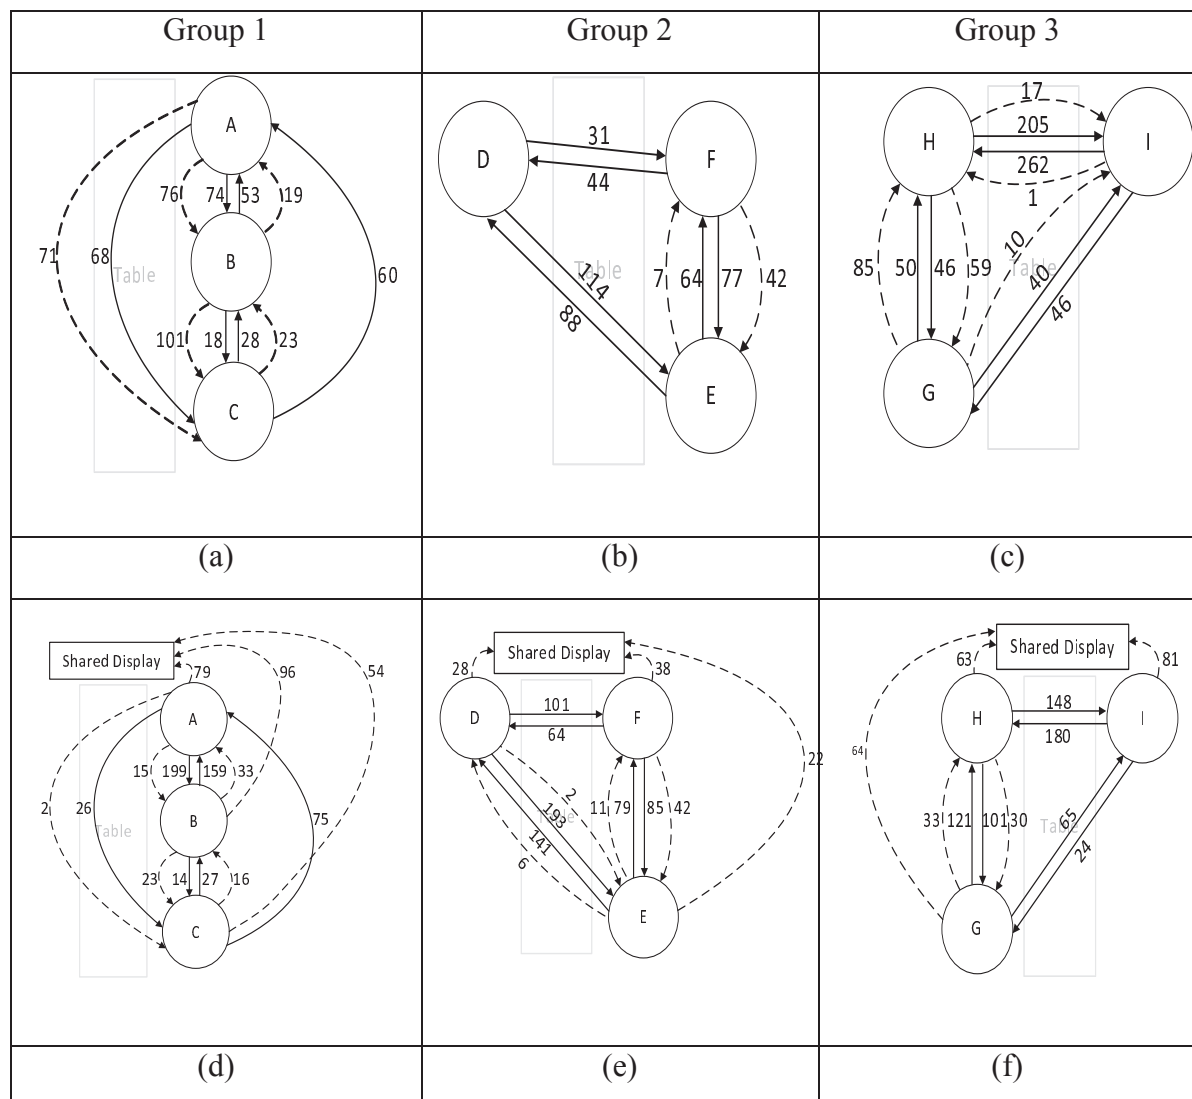 Group 1 Group 2 Group 3
A
76 74 53 19
71 68 Table B 60
101 18 28 23
C
D 31 F
44
7 64 77 42
Table
114
88
E
17
H 205 I
262
1
85 50 46 59 Table
10
40
46
G
(a) (b) (c)
Shared Display
79 96 54
A
15 199 159 33
2 26 Table B 75
23 14 27 16
C
Shared Display
28 38
D 101 F
64
22
2
193 Table
141
6
11 79 85 42
E
Shared Display
63 81
H 148 I
180
64
33 121 101 30 Table
65
24
G
(d) (e) (f)